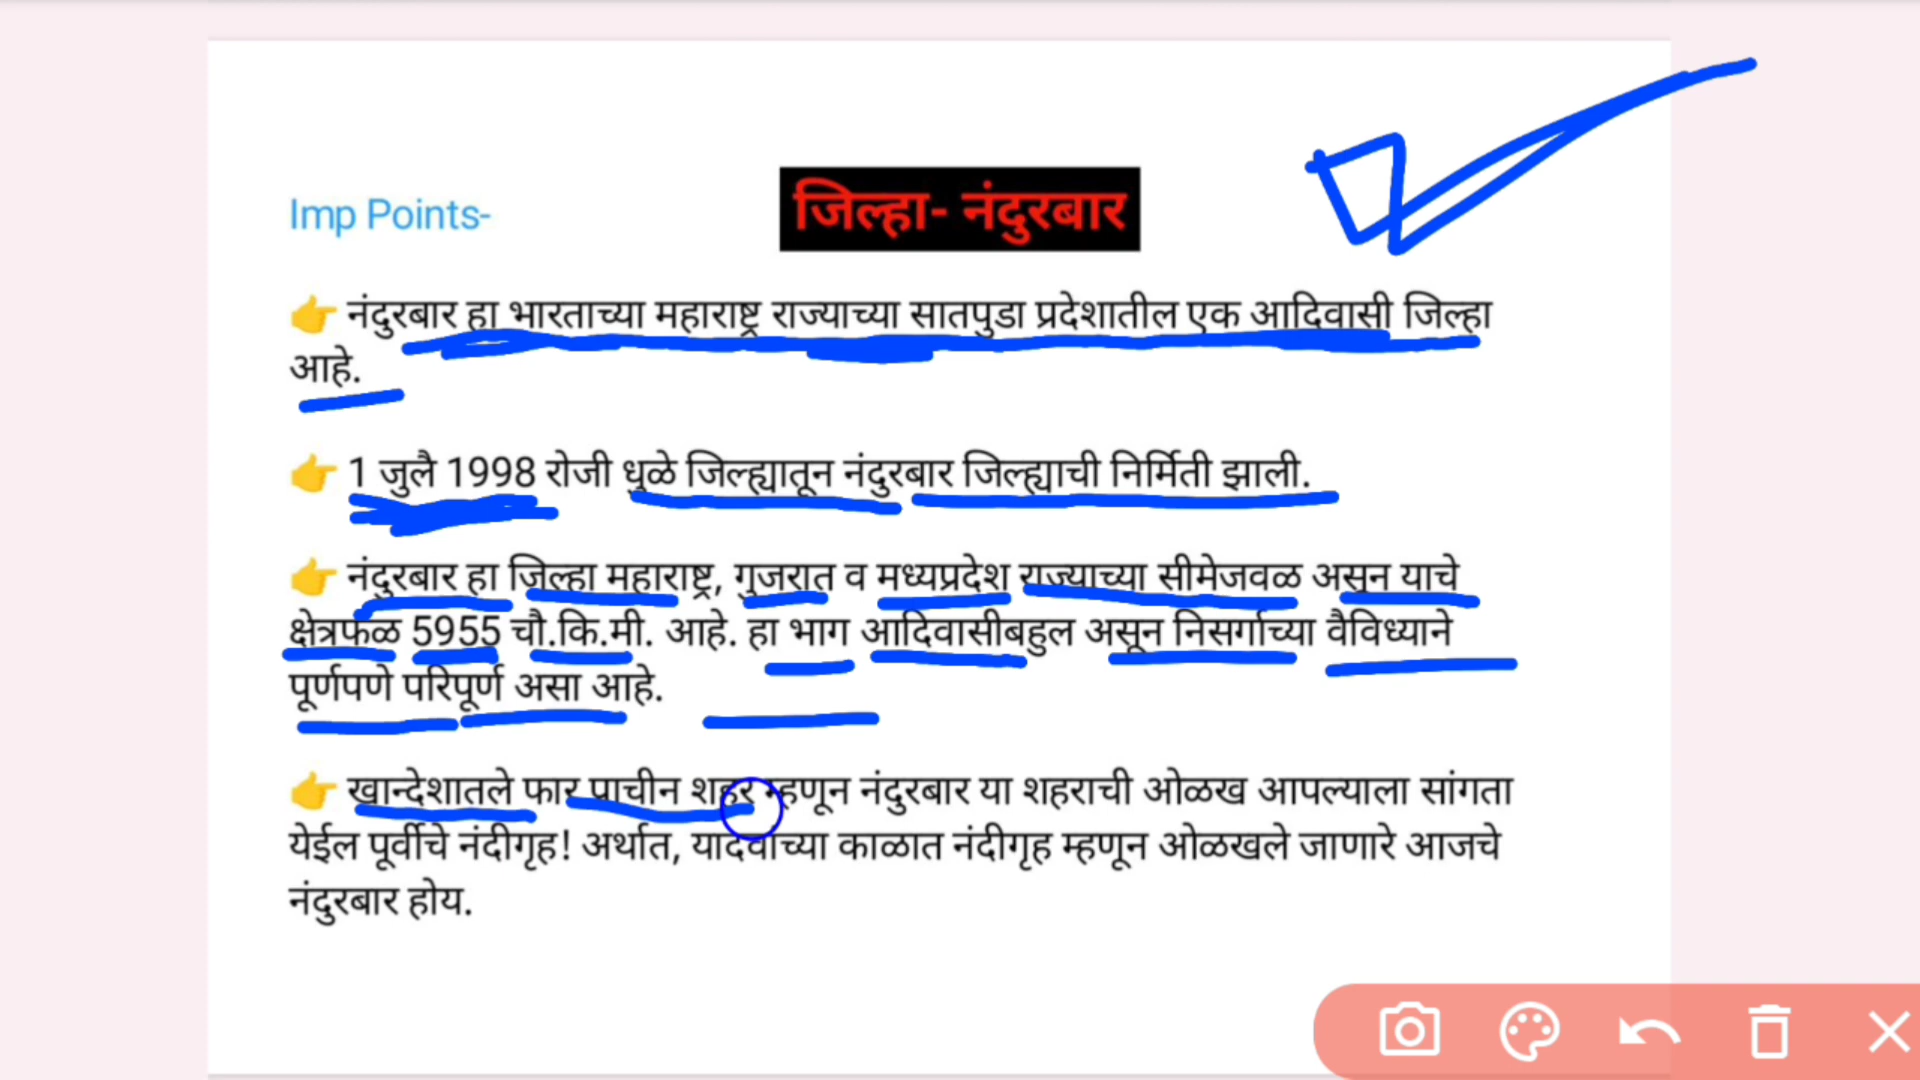 Imp Points-
जिल्हा- नंदुरबार
👉 नंदुरबार हा भारताच्या महाराष्ट्र राज्याच्या सातपुडा प्रदेशातील एक आदिवासी जिल्हा
आहे.
👉 1 जुलै 1998 रोजी धुळे जिल्ह्यातून नंदुरबार जिल्ह्याची निर्मिती झाली.
👉 नंदुरबार हा जिल्हा महाराष्ट्र, गुजरात व मध्यप्रदेश राज्याच्या सीमेजवळ असून याचे
क्षेत्रफळ 5955 चौ.कि.मी. आहे. हा भाग आदिवासीबहुल असून निसर्गाच्या वैविध्याने
पूर्णपणे परिपूर्ण असा आहे.
👉 खान्देशातले फार प्राचीन शहर म्हणून नंदुरबार या शहराची ओळख आपल्याला सांगता
येईल पूर्वीचे नंदीगृह! अर्थात, यादवांच्या काळात नंदीगृह म्हणून ओळखले जाणारे आजचे
नंदुरबार होय.